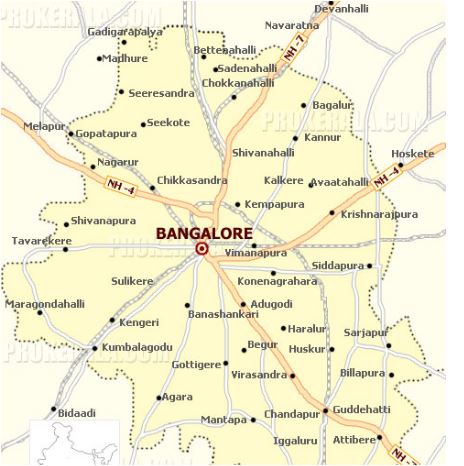 PROKERALA.COM
Devanhalli
Navaratna
Gadigarapalya
NH -7
Bettenahalli
Madhure
Sadenahalli
Chokkanahalli
Seeresandra
Bagalur
Seekote
PROKERALA.COM
Melapur
Gopatapura
Kannur
Shivanahalli
Hoskete
Nagarur
NH -4
Chikkasandra
Kalkere
Avaatahalli
NH -4
Kempapura
Krishnarajpura
Shivanapura
BANGALORE
Tavarekere
PROKERALA.COM
Vimanapura
Siddapura
Sulikere
Konenagrahara
Maragondahalli
Banashankari
Adugodi
Kengeri
Haralur
Sarjapur
PROKERALA.COM
Kumbalagodu
Begur
Huskur
Gottigere
Virasandra
Billapura
Agara
Bidaadi
Mantapa
Chandapur
Guddehatti
Iggaluru
Attibere